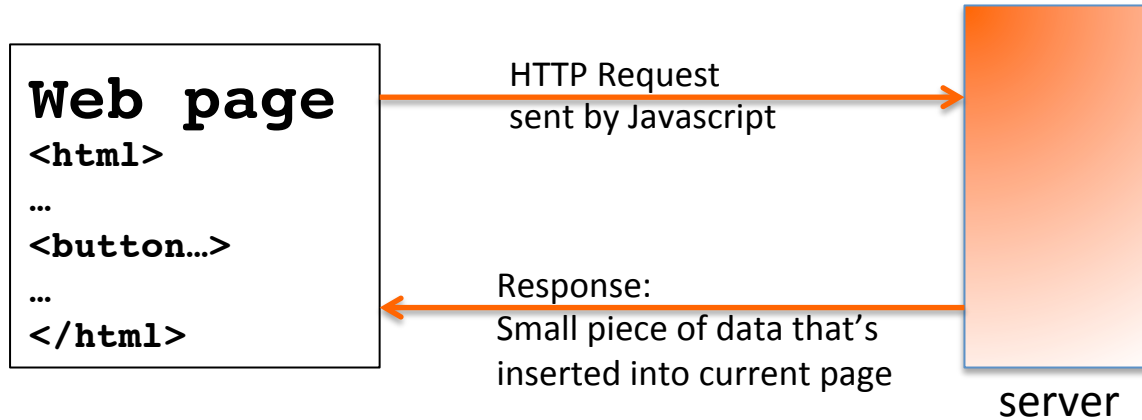 Web page
<html>
…
<button…>
…
</html>
HTTP Request
sent by Javascript
Response:
Small piece of data that’s
inserted into current page
server